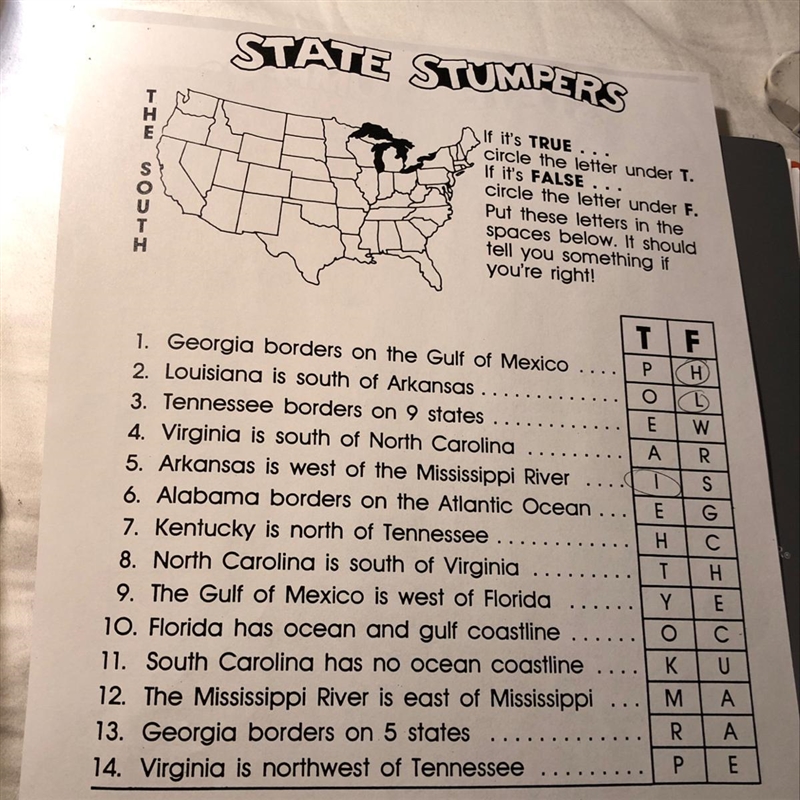 STATE STUMPERS
THE SOUTH
If it's TRUE . . .
circle the letter under T.
If it's FALSE . . .
circle the letter under F.
Put these letters in the
spaces below. It should
tell you something if
you're right!
T F
1. Georgia borders on the Gulf of Mexico . . . . P H
2. Louisiana is south of Arkansas . . . . . . . . . . . . . O L
3. Tennessee borders on 9 states . . . . . . . . . . . . . E W
4. Virginia is south of North Carolina . . . . . . . . . A R
5. Arkansas is west of the Mississippi River . . . . I S
6. Alabama borders on the Atlantic Ocean . . . E G
7. Kentucky is north of Tennessee . . . . . . . . . . . . H C
8. North Carolina is south of Virginia . . . . . . . . . T H
9. The Gulf of Mexico is west of Florida . . . . . . Y E
10. Florida has ocean and gulf coastline . . . . . . O C
11. South Carolina has no ocean coastline . . . . K U
12. The Mississippi River is east of Mississippi . . . M A
13. Georgia borders on 5 states . . . . . . . . . . . . . R A
14. Virginia is northwest of Tennessee . . . . . . . . . P E